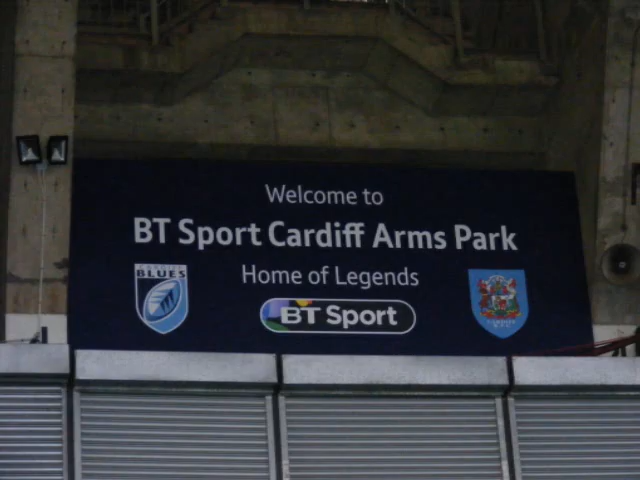 Welcome to
BT Sport Cardiff Arms Park
Home of Legends
BLUES
BT Sport